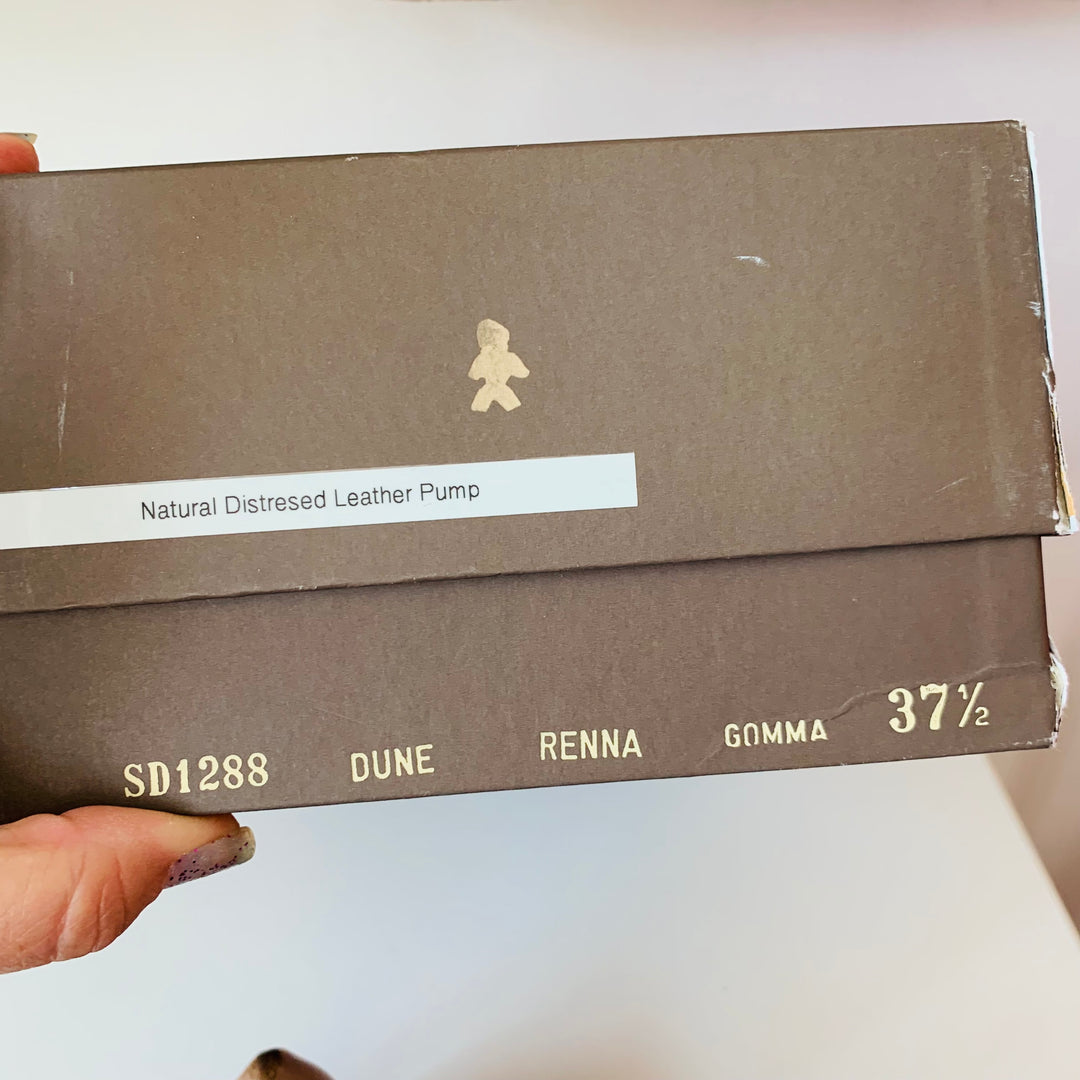 Natural Distresed Leather Pump
SD1288 DUNE RENNA GOMMA 37½